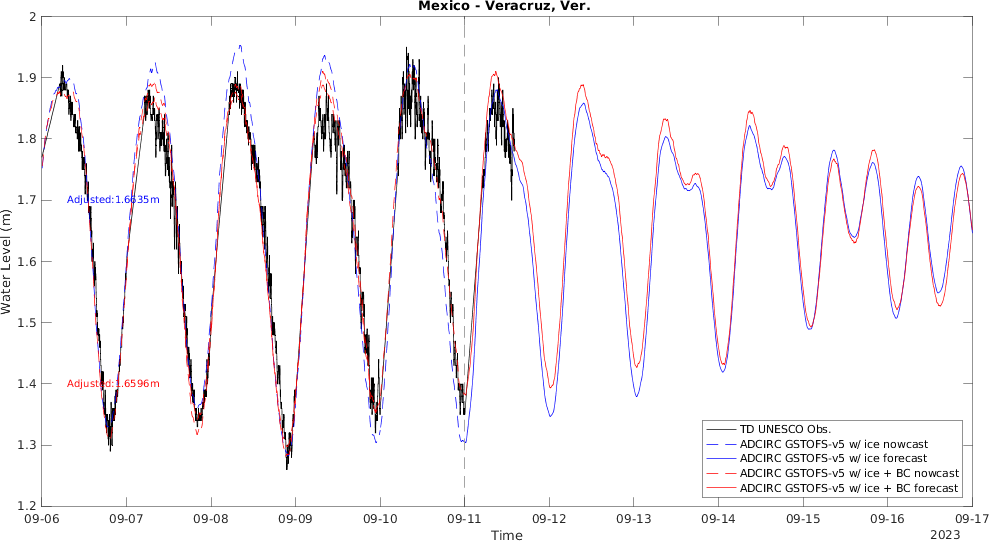 Mexico - Veracruz, Ver.
2
1.9
1.8
1.7
1.6
1.5
1.4
1.3
1.2
Water Level (m)
Adjusted:1.6635m
Adjusted:1.6596m
TD UNESCO Obs.
ADCIRC GSTOFS-v5 w/ ice nowcast
ADCIRC GSTOFS-v5 w/ ice forecast
ADCIRC GSTOFS-v5 w/ ice + BC nowcast
ADCIRC GSTOFS-v5 w/ ice + BC forecast
09-06 09-07 09-08 09-09 09-10 09-11 09-12 09-13 09-14 09-15 09-16 09-17
Time
2023